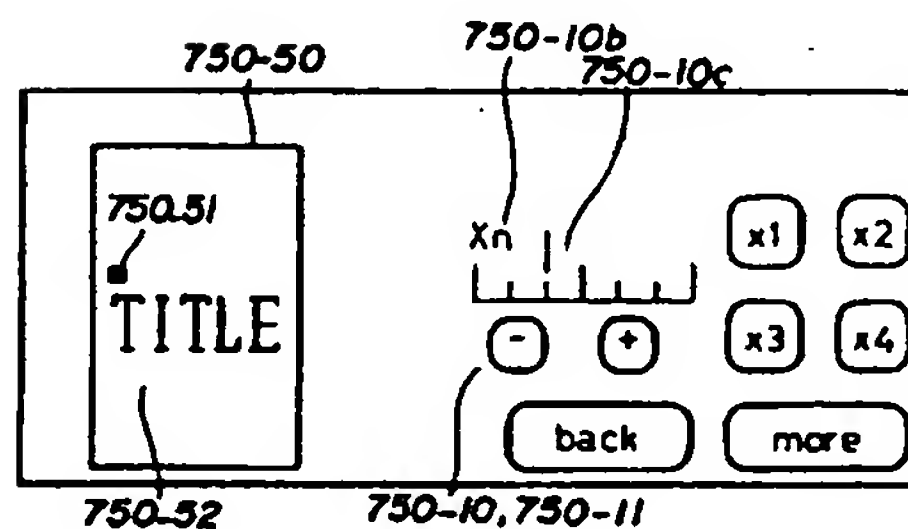 750-10b
750-50
750-10c
750-51
Xn
x1 x2
TITLE
- +
x3 x4
back more
750-52
750-10, 750-11